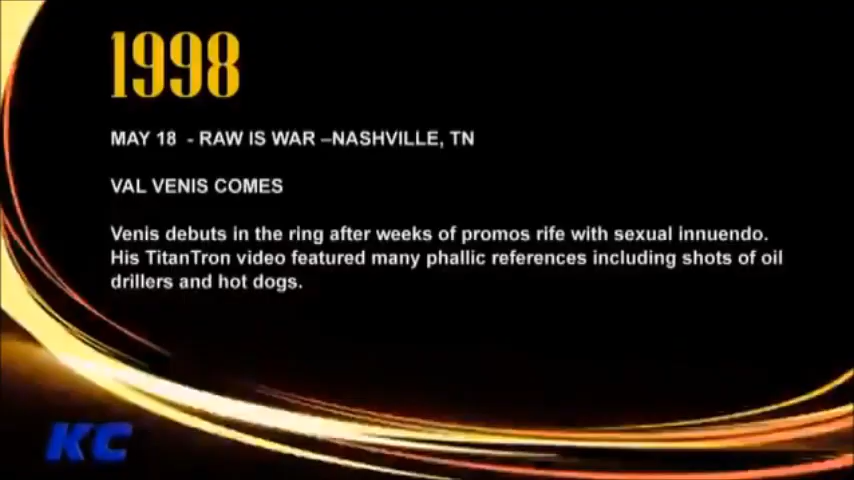 1998
MAY 18 - RAW IS WAR –NASHVILLE, TN
VAL VENIS COMES
Venis debuts in the ring after weeks of promos rife with sexual innuendo.
His TitanTron video featured many phallic references including shots of oil
drillers and hot dogs.
KC